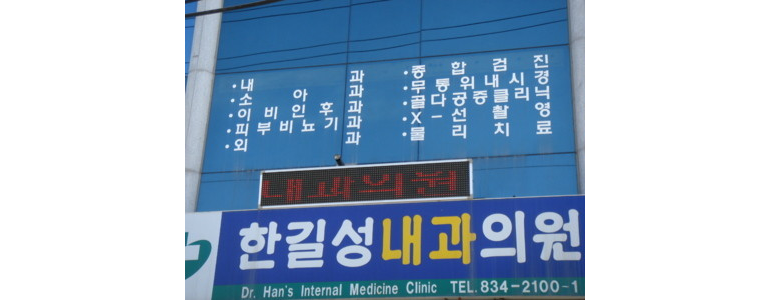 ·내 과
·소 아 과
·이 비 인 후 과
·피 부 비 뇨 기 과
·외 과
·종 합 검 진
·무 통 위 내 시 경
·골 다 공 증 클 리 닉
·X - 선 촬 영
·물 리 치 료
내과의원
한길성내과의원
Dr. Han's Internal Medicine Clinic TEL.834-2100-1